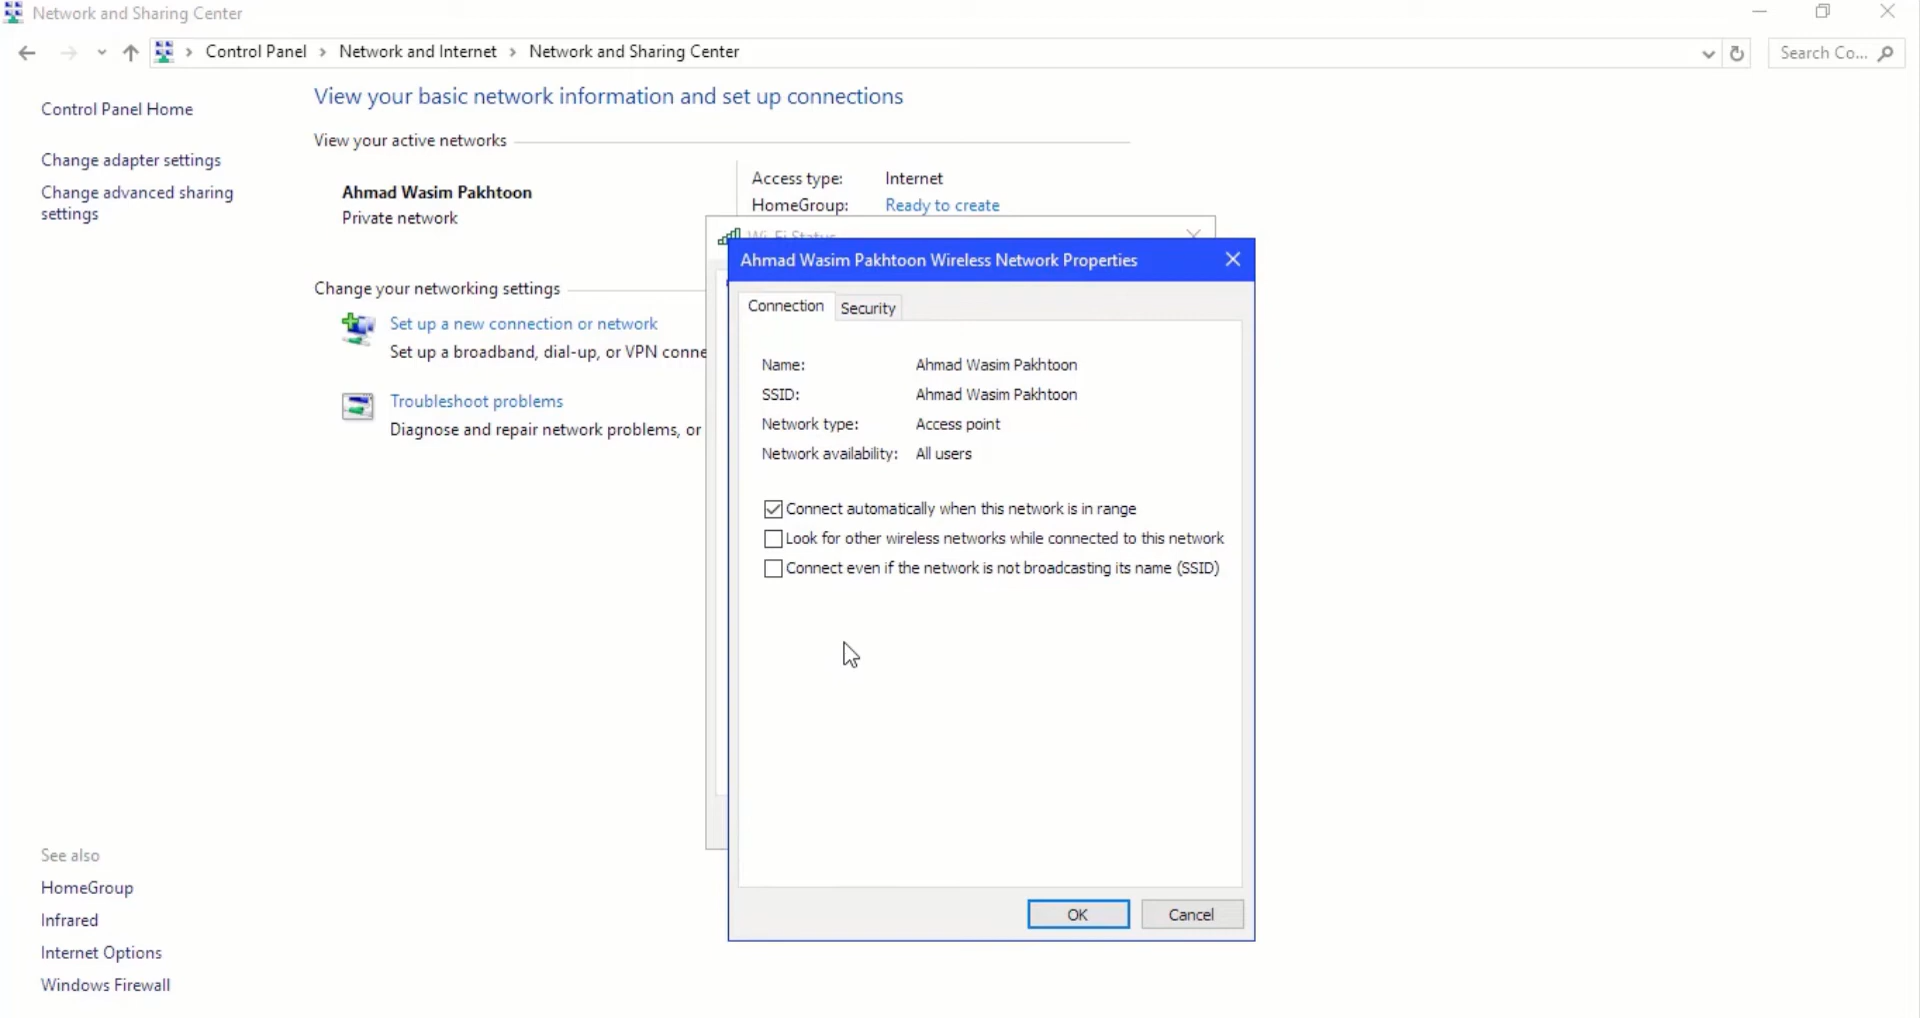 Network and Sharing Center
Control Panel > Network and Internet > Network and Sharing Center
Search Co...
Control Panel Home
Change adapter settings
Change advanced sharing
settings
View your basic network information and set up connections
View your active networks
Ahmad Wasim Pakhtoon
Private network
Access type: Internet
HomeGroup: Ready to create
Change your networking settings
Set up a new connection or network
Set up a broadband, dial-up, or VPN conne
Troubleshoot problems
Diagnose and repair network problems, or
Wi-Fi Status
Ahmad Wasim Pakhtoon Wireless Network Properties
Connection
Security
Name: Ahmad Wasim Pakhtoon
SSID: Ahmad Wasim Pakhtoon
Network type: Access point
Network availability: All users
Connect automatically when this network is in range
Look for other wireless networks while connected to this network
Connect even if the network is not broadcasting its name (SSID)
OK
Cancel
See also
HomeGroup
Infrared
Internet Options
Windows Firewall